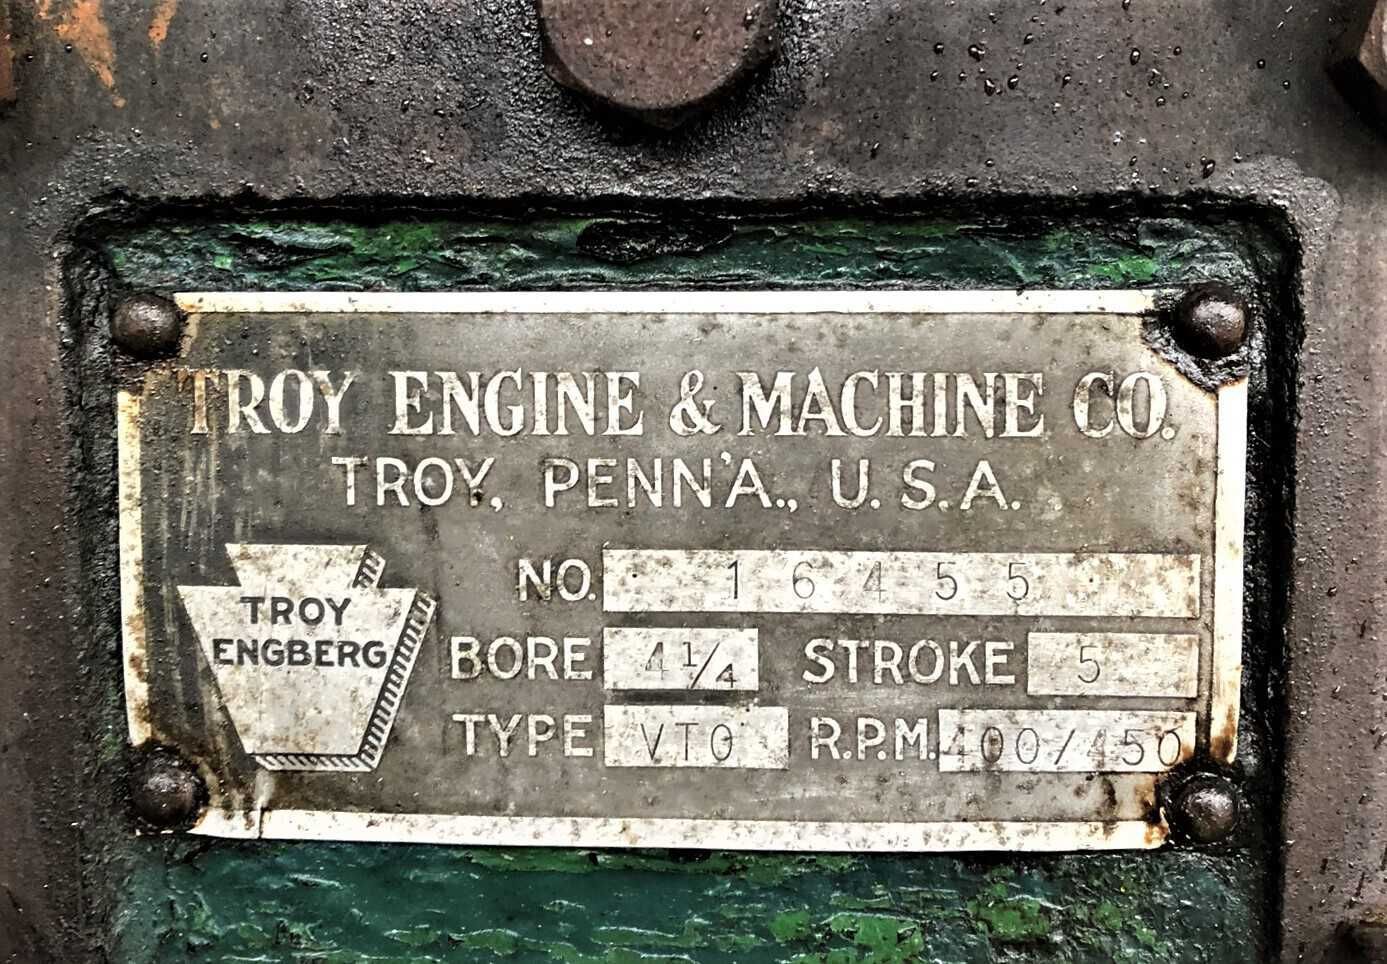 TROY ENGINE & MACHINE CO.
TROY, PENN'A., U.S.A.
NO. 16455
TROY
ENGBERG
BORE 4 1/4 STROKE 5
TYPE VTO R.P.M. 400/450